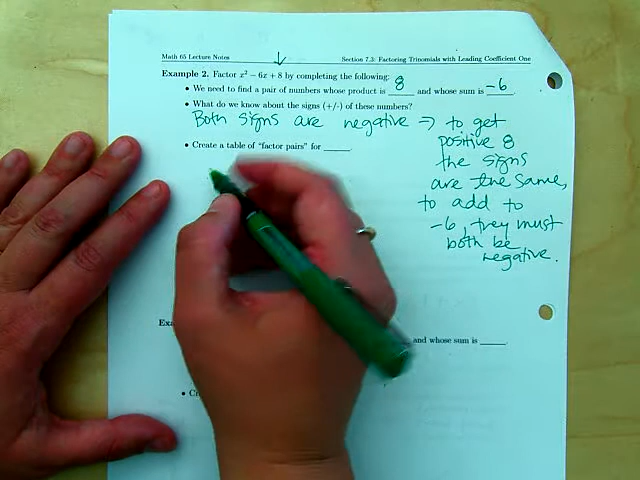 Math 65 Lecture Notes Section 7.3: Factoring Trinomials with Leading Coefficient One
Example 2. Factor x² − 6x + 8 by completing the following:
• We need to find a pair of numbers whose product is 8 and whose sum is −6.
• What do we know about the signs (+/-) of these numbers?
Both signs are negative → to get
positive 8
the signs
are the same,
to add to
-6, they must
both be
negative.
• Create a table of "factor pairs" for _____.
Exa
and whose sum is _____.
• Cr